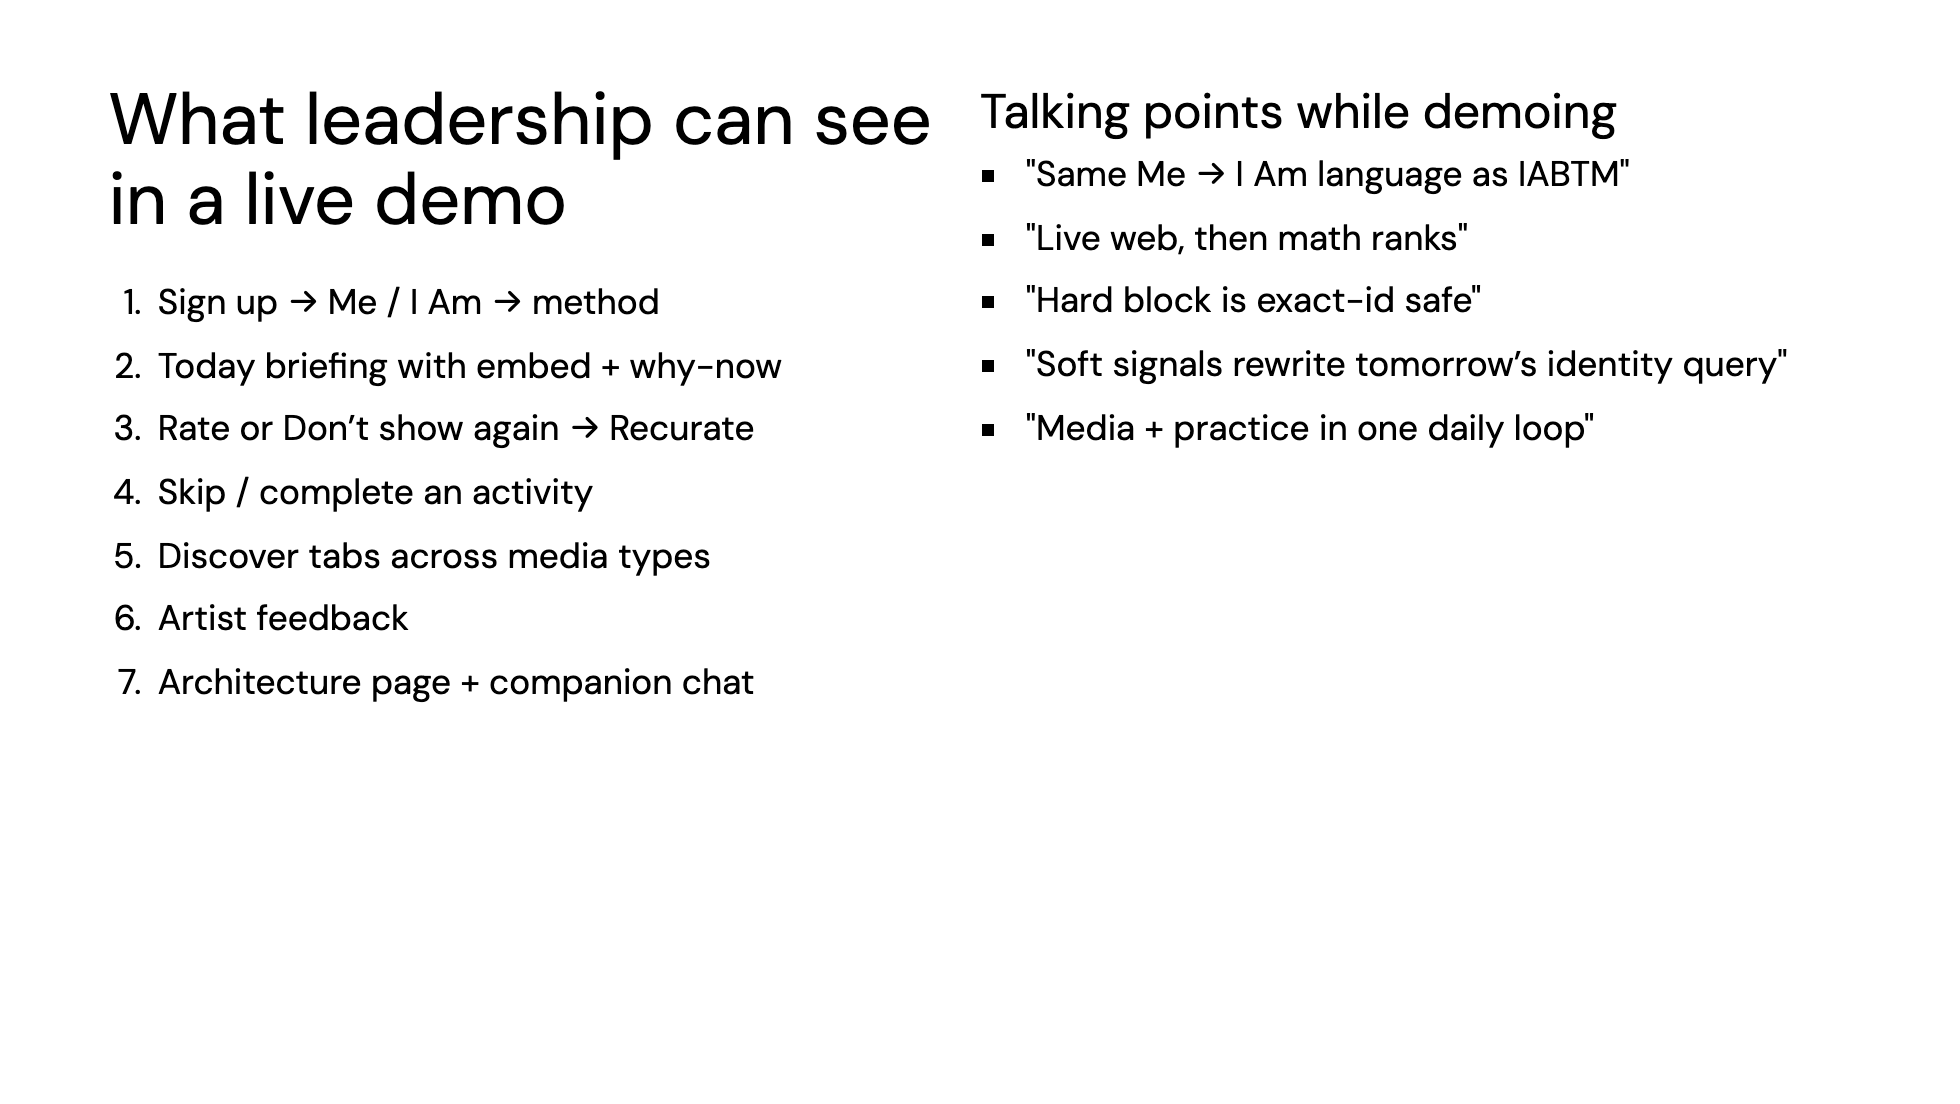 What leadership can see
in a live demo
1. Sign up → Me / I Am → method
2. Today briefing with embed + why-now
3. Rate or Don’t show again → Recurate
4. Skip / complete an activity
5. Discover tabs across media types
6. Artist feedback
7. Architecture page + companion chat
Talking points while demoing
▪ "Same Me → I Am language as IABTM"
▪ "Live web, then math ranks"
▪ "Hard block is exact-id safe"
▪ "Soft signals rewrite tomorrow’s identity query"
▪ "Media + practice in one daily loop"